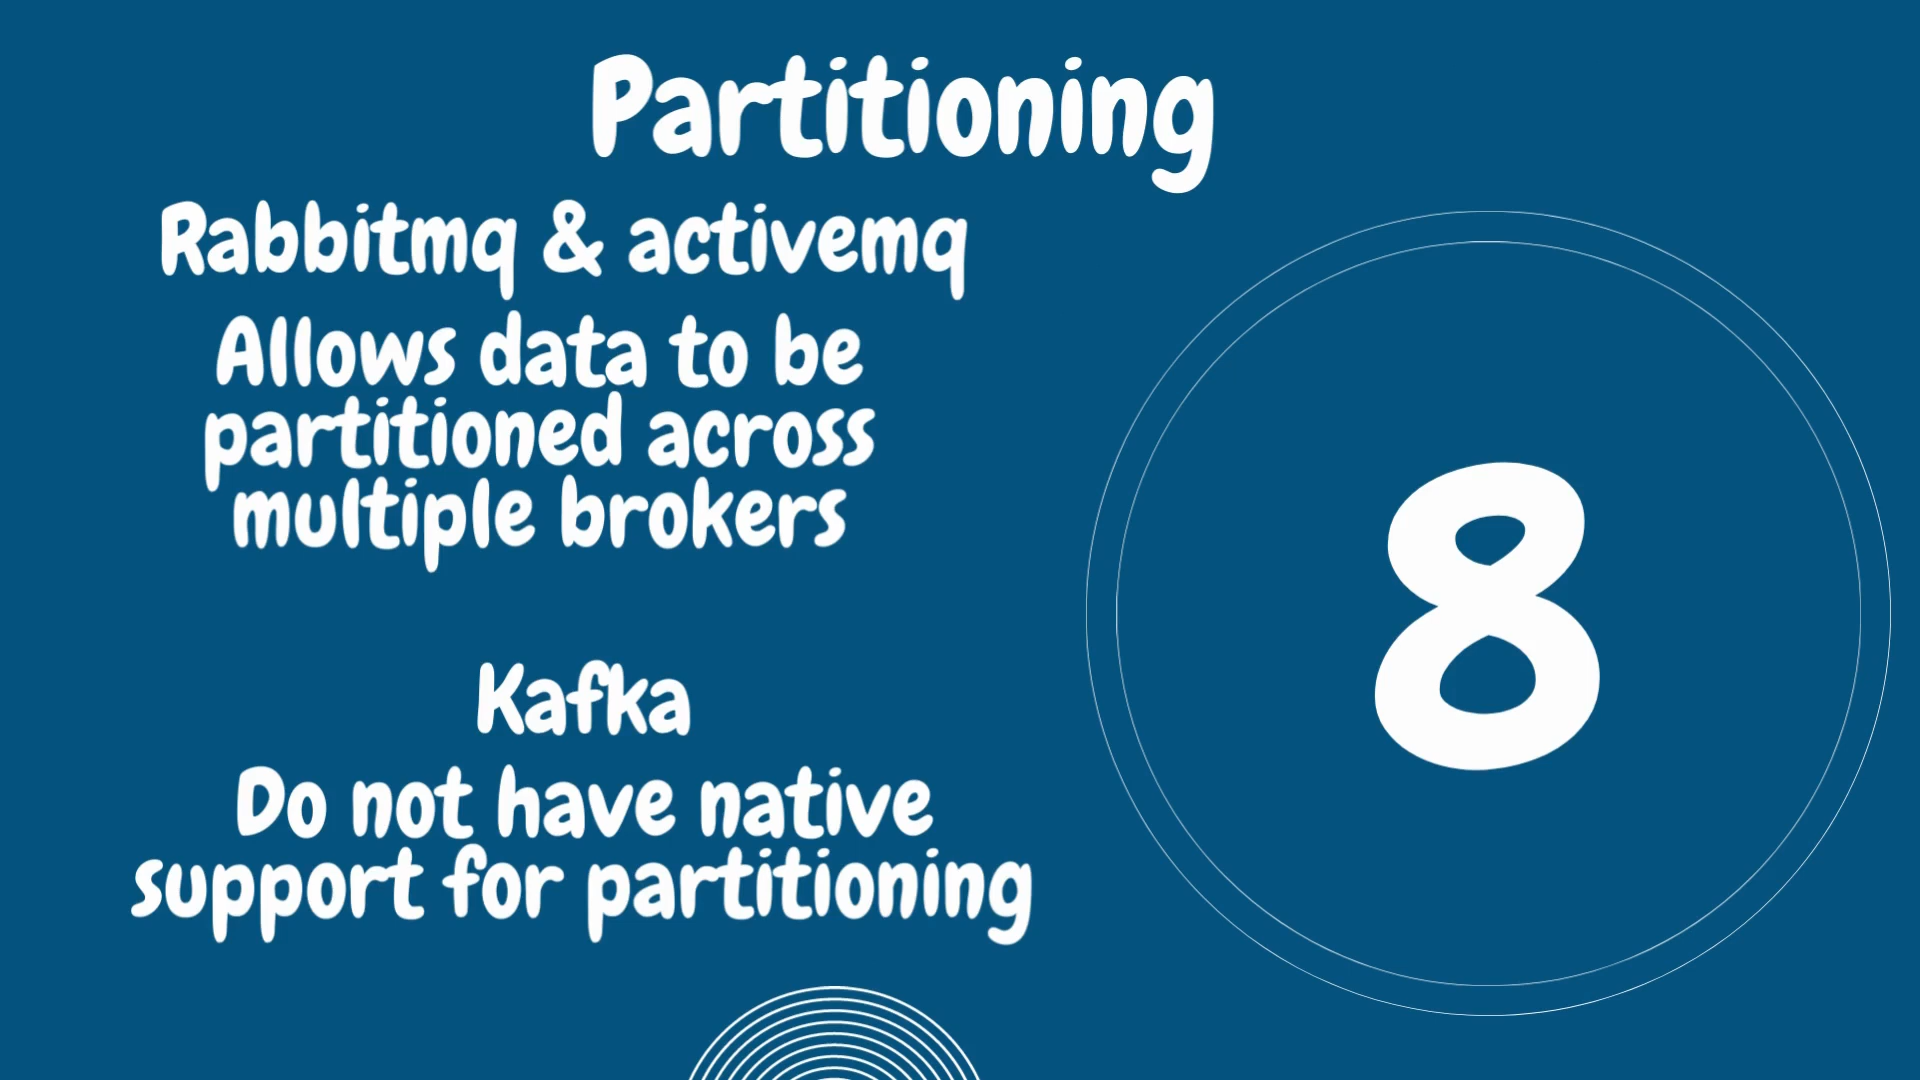 Partitioning
Rabbitmq & activemq
Allows data to be
partitioned across
multiple brokers
Kafka
Do not have native
support for partitioning
8